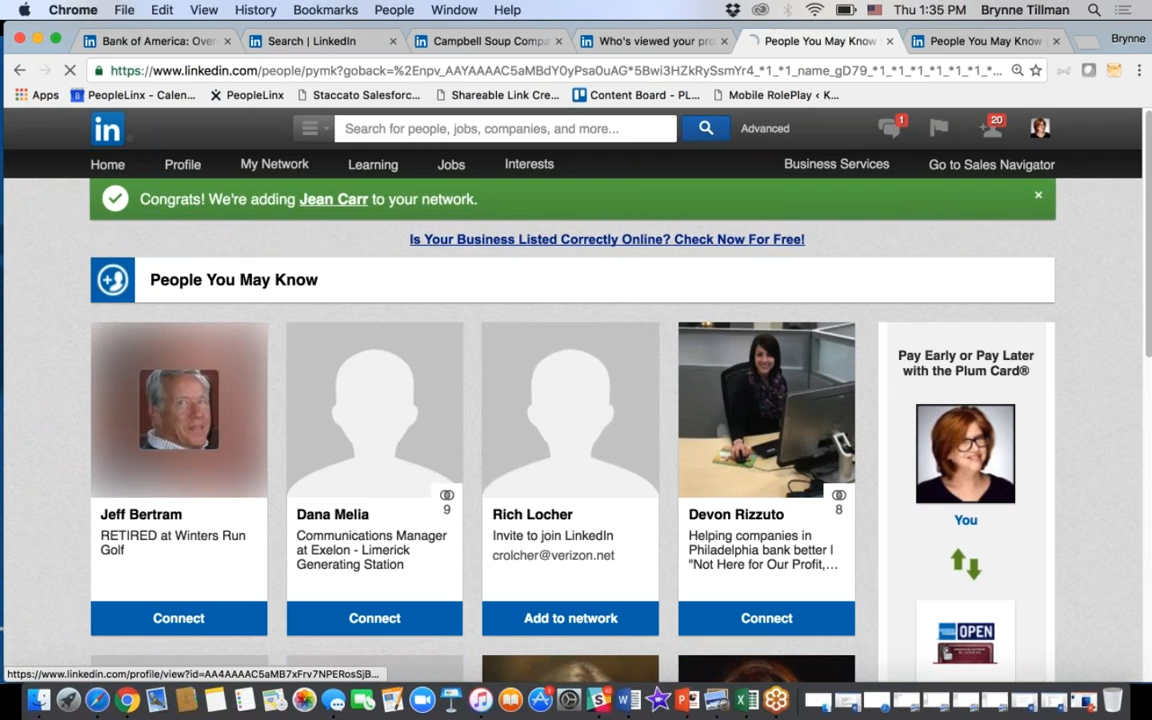 Chrome File Edit View History Bookmarks People Window Help Thu 1:35 PM Brynne Tillman
Bank of America: Over
Search | LinkedIn
Campbell Soup Compa
Who's viewed your pro
People You May Know
People You May Know
Brynne
https://www.linkedin.com/people/pymk?goback=%2Enpv_AAYAAAAC5aMBdY0yPsa0uAG*5Bwi3HZkRySsmYr4_*1_*1_name_gD79_*1_*1_*1_*1_*1_*1_*...
Apps PeopleLinx - Calen... PeopleLinx Staccato Salesforc... Shareable Link Cre... Content Board - PL... Mobile RolePlay ‹ K...
in
Search for people, jobs, companies, and more...
Advanced
1
20
Home Profile My Network Learning Jobs Interests Business Services Go to Sales Navigator
Congrats! We're adding Jean Carr to your network.
×
Is Your Business Listed Correctly Online? Check Now For Free!
People You May Know
Jeff Bertram
RETIRED at Winters Run
Golf
Connect
9
Dana Melia
Communications Manager
at Exelon - Limerick
Generating Station
Connect
Rich Locher
Invite to join LinkedIn
crolcher@verizon.net
Add to network
8
Devon Rizzuto
Helping companies in
Philadelphia bank better |
"Not Here for Our Profit,...
Connect
Pay Early or Pay Later
with the Plum Card®
You
OPEN
https://www.linkedin.com/profile/view?id=AA4AAAAC5aMB7xFrv7NPERosSjB...